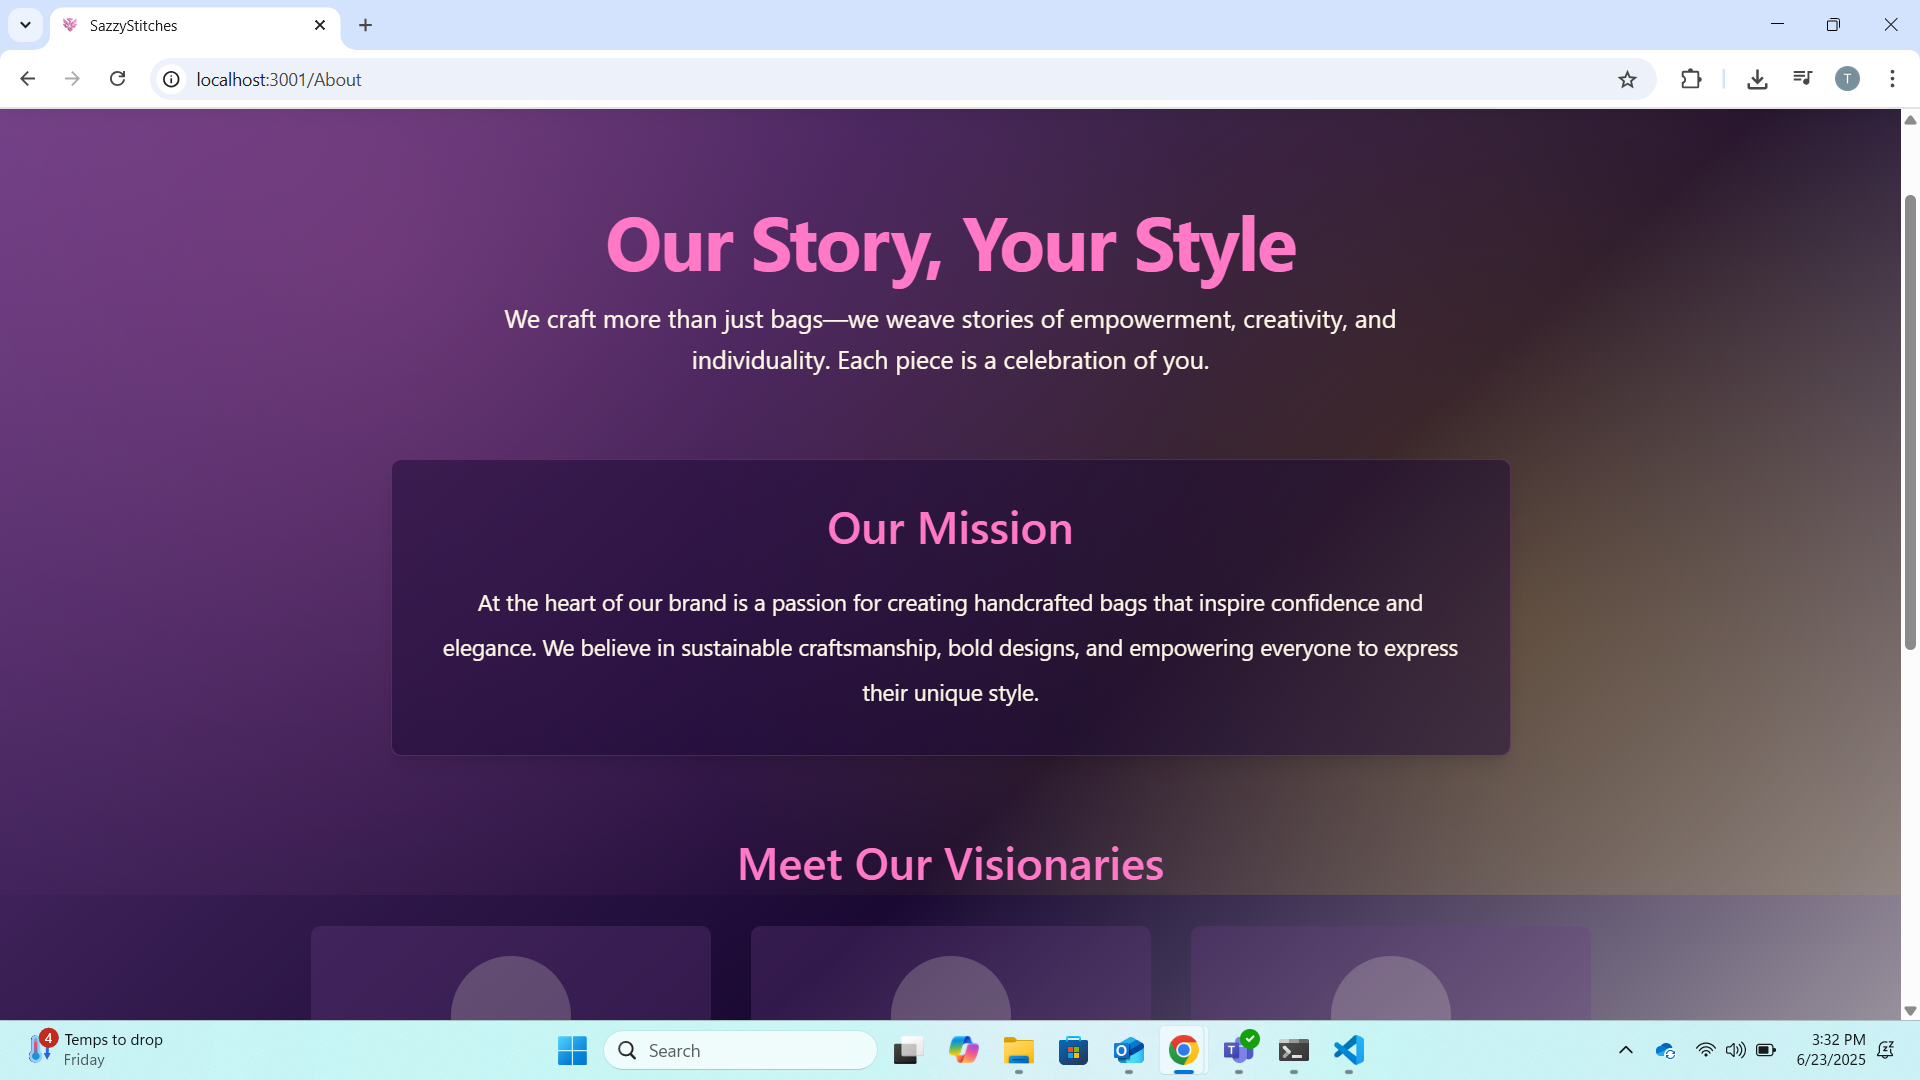 SazzyStitches
localhost:3001/About
T
Our Story, Your Style
We craft more than just bags—we weave stories of empowerment, creativity, and
individuality. Each piece is a celebration of you.
Our Mission
At the heart of our brand is a passion for creating handcrafted bags that inspire confidence and
elegance. We believe in sustainable craftsmanship, bold designs, and empowering everyone to express
their unique style.
Meet Our Visionaries
4
Temps to drop
Friday
Search
3:32 PM
6/23/2025